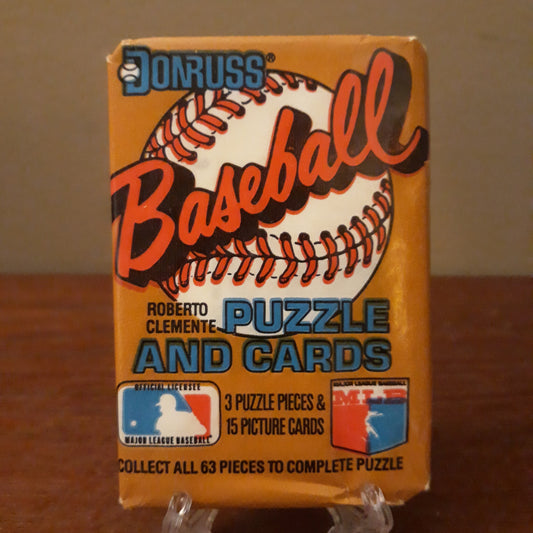 DONRUSS®
Baseball
ROBERTO
CLEMENTE
PUZZLE
AND CARDS
OFFICIAL LICENSEE
MAJOR LEAGUE BASEBALL
3 PUZZLE PIECES &
15 PICTURE CARDS
MAJOR LEAGUE BASEBALL
MLB
COLLECT ALL 63 PIECES TO COMPLETE PUZZLE